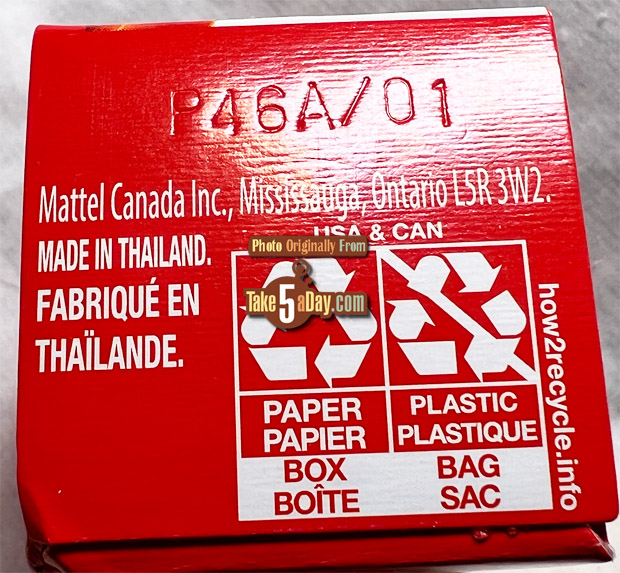 P46A/01
Mattel Canada Inc., Mississauga, Ontario L5R 3W2.
MADE IN THAILAND.
FABRIQUÉ EN
THAÏLANDE.
USA & CAN
Photo Originally From
Take5aDay.com
PAPER
PAPIER
BOX
BOÎTE
PLASTIC
PLASTIQUE
BAG
SAC
how2recycle.info